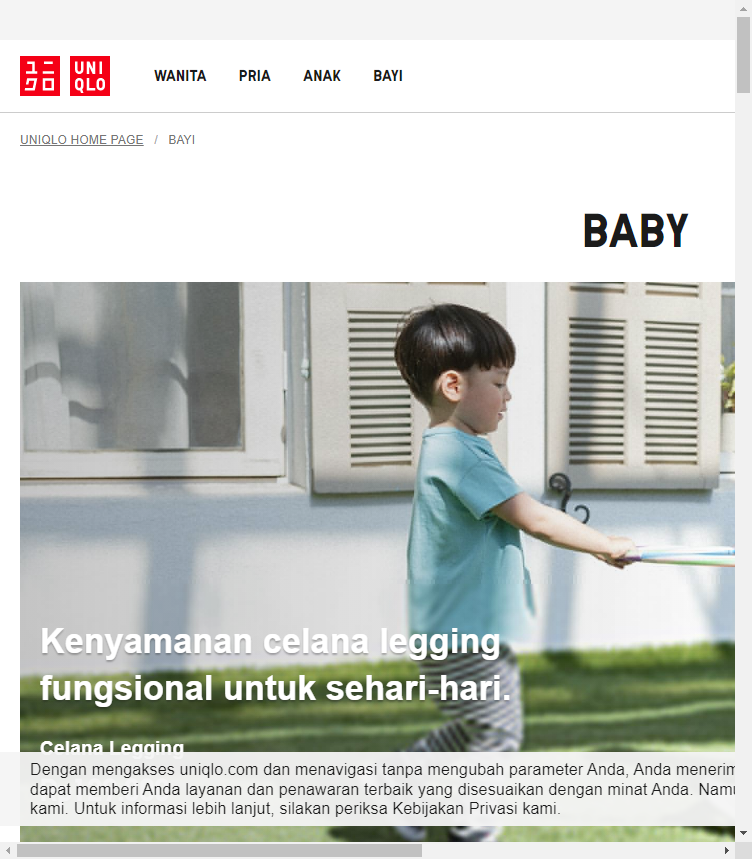 ユニ UNI
クロ QLO
WANITA PRIA ANAK BAYI
UNIQLO HOME PAGE / BAYI
BABY
Kenyamanan celana legging
fungsional untuk sehari-hari.
Celana Legging
Dengan mengakses uniqlo.com dan menavigasi tanpa mengubah parameter Anda, Anda menerim
dapat memberi Anda layanan dan penawaran terbaik yang disesuaikan dengan minat Anda. Namu
kami. Untuk informasi lebih lanjut, silakan periksa Kebijakan Privasi kami.